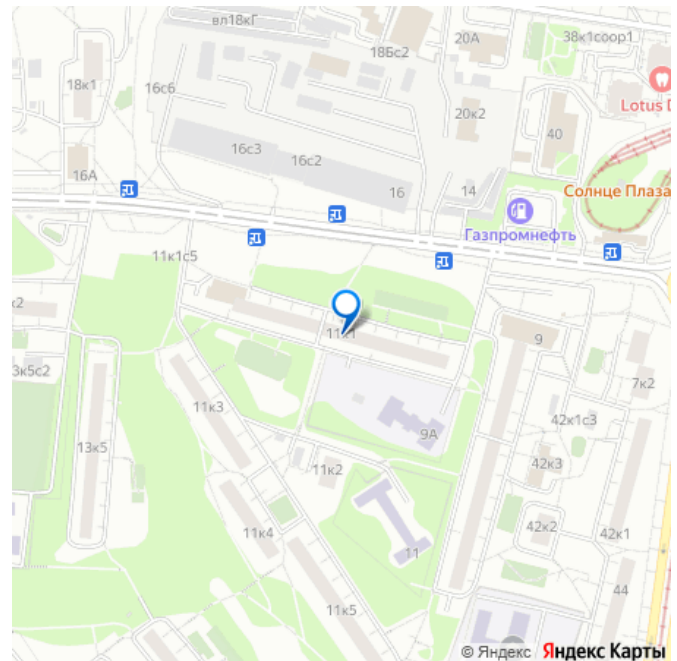 вл18кГ
18Бс2
20А
38к1соор1
18к1
16с6
Lotus D
20к2
40
16с3
16с2
16А
16
14
Солнце Плаза
Газпромнефть
11к1с5
к2
11к1
9
7к2
3к5с2
11к3
42к1с3
9А
13к5
11к2
42к3
11к4
42к2
42к1
11
44
11к5
© Яндекс Яндекс Карты